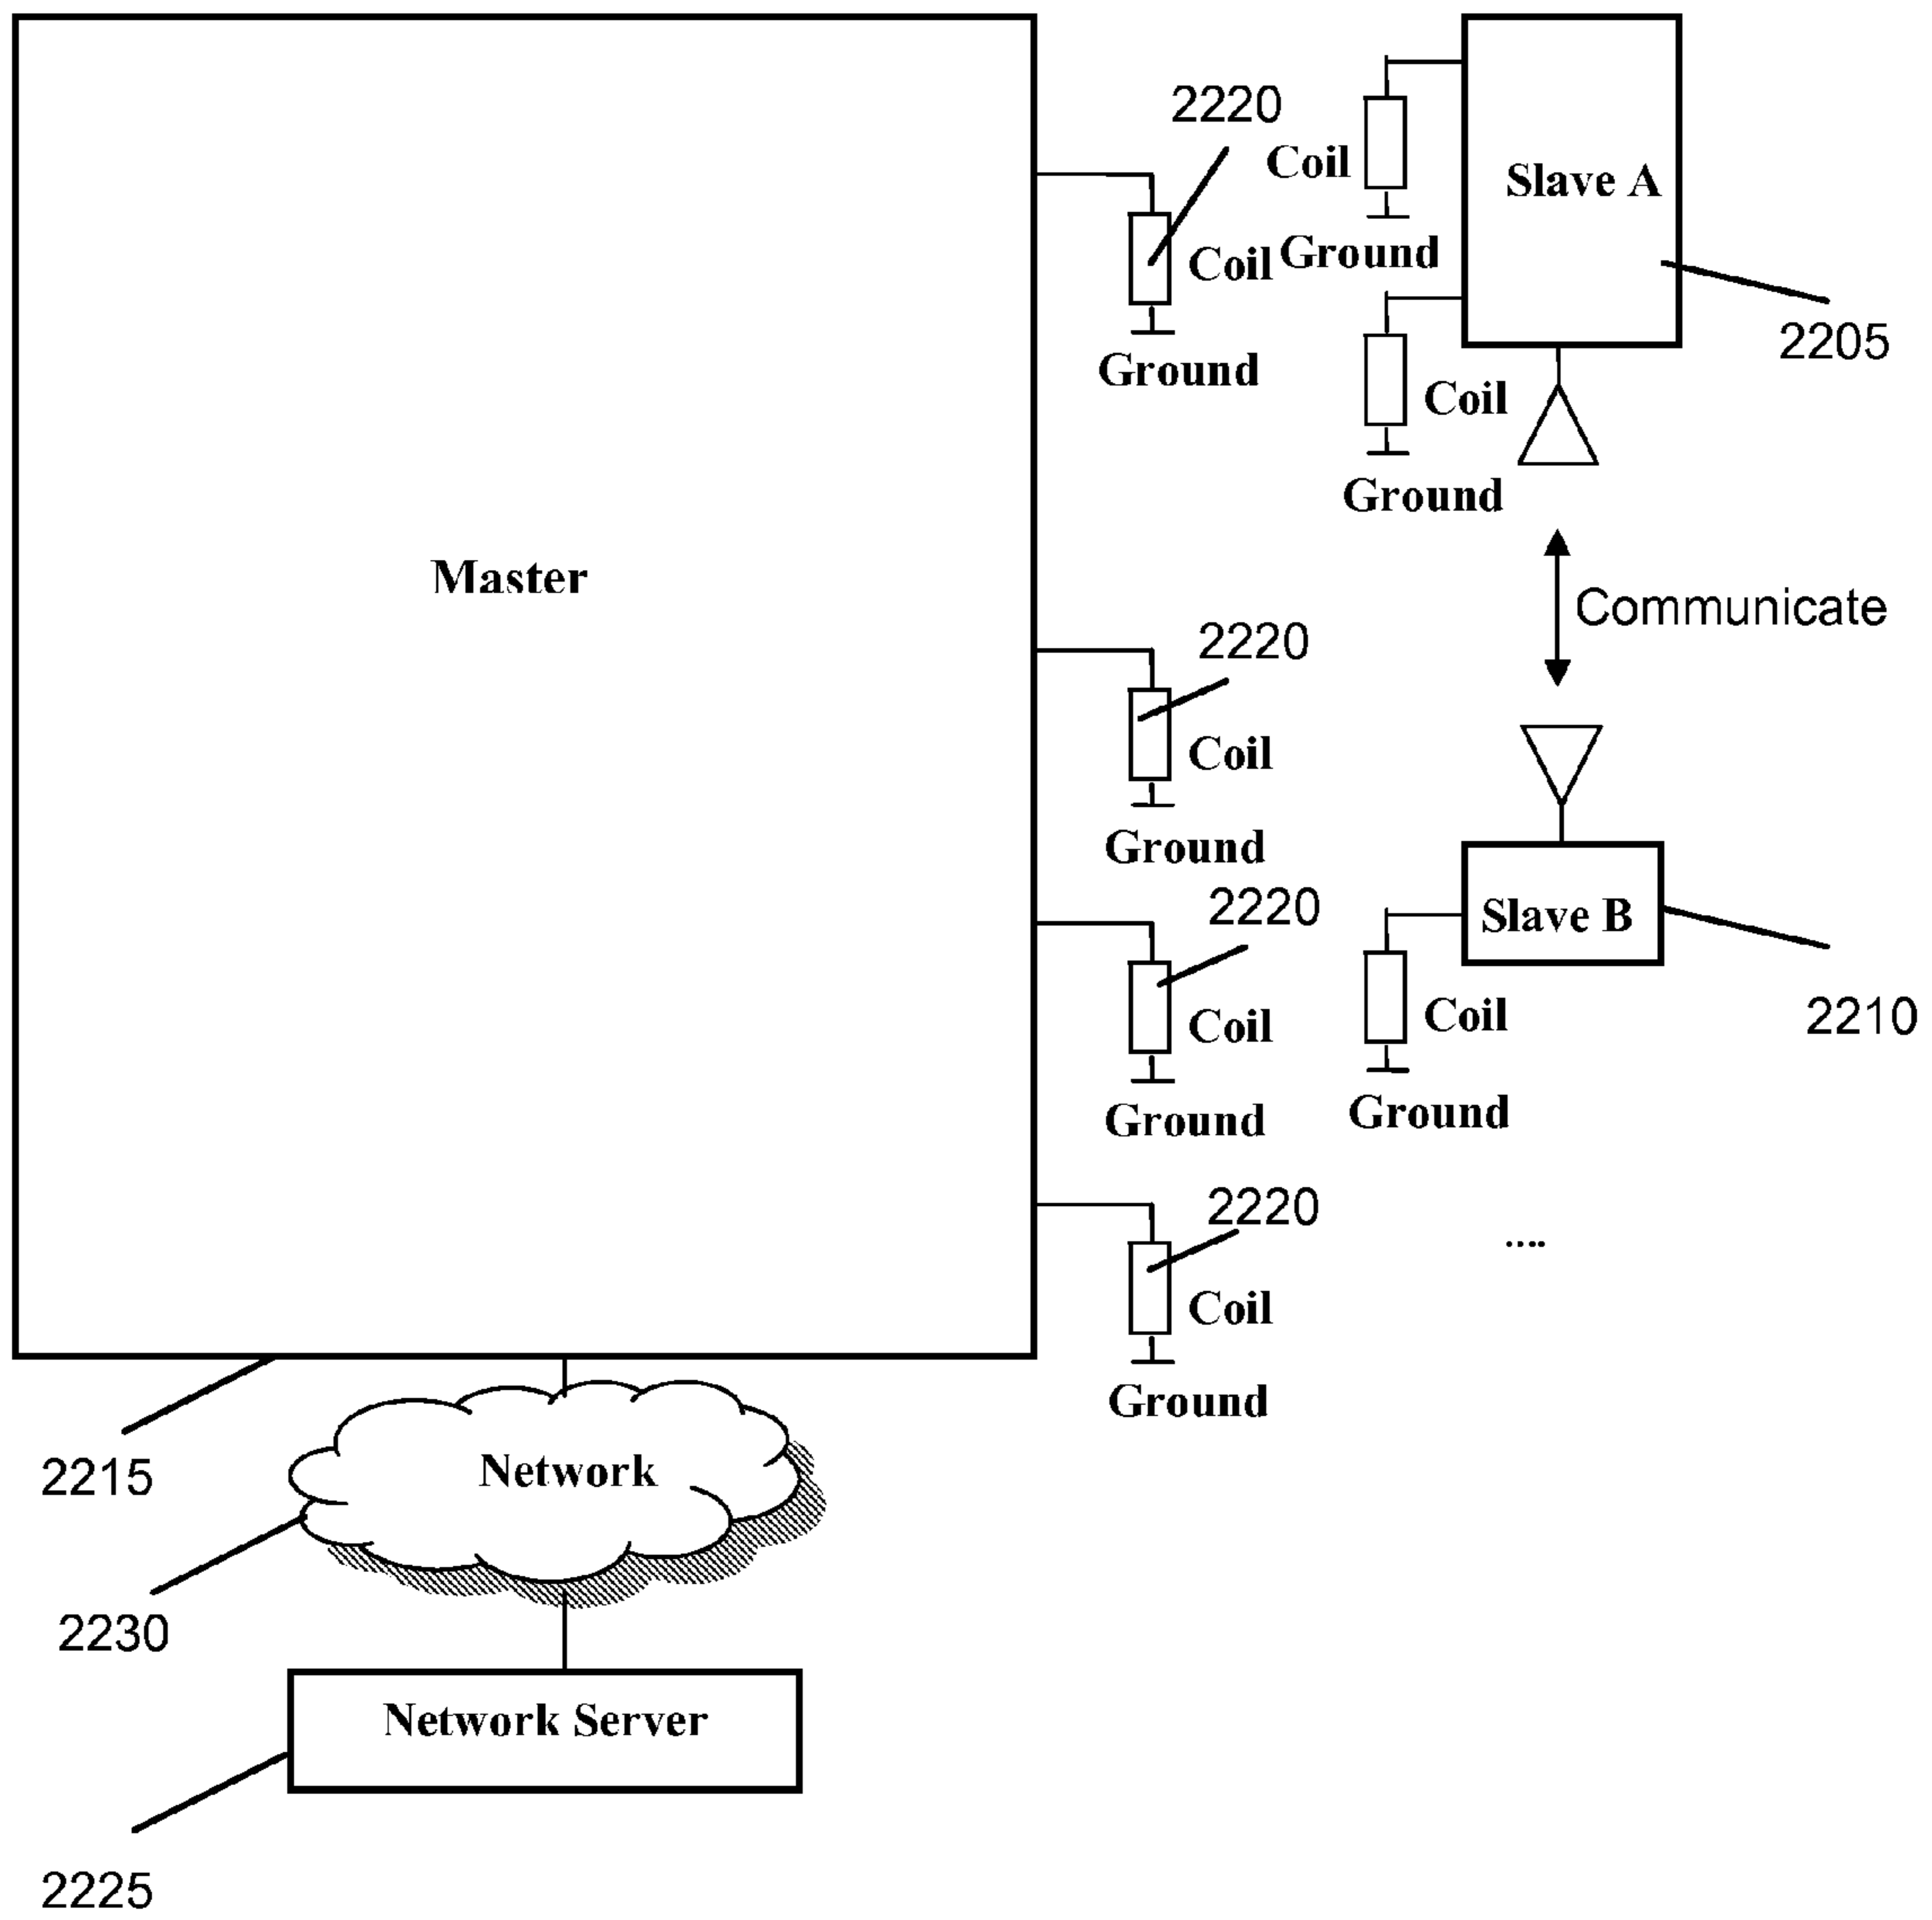 2220
Coil
Slave A
Coil
Ground
2205
Ground
Coil
Ground
Master
Communicate
2220
Coil
Ground
2220
Slave B
Coil
Coil
2210
Ground
Ground
2220
....
Coil
Ground
2215
Network
2230
Network Server
2225